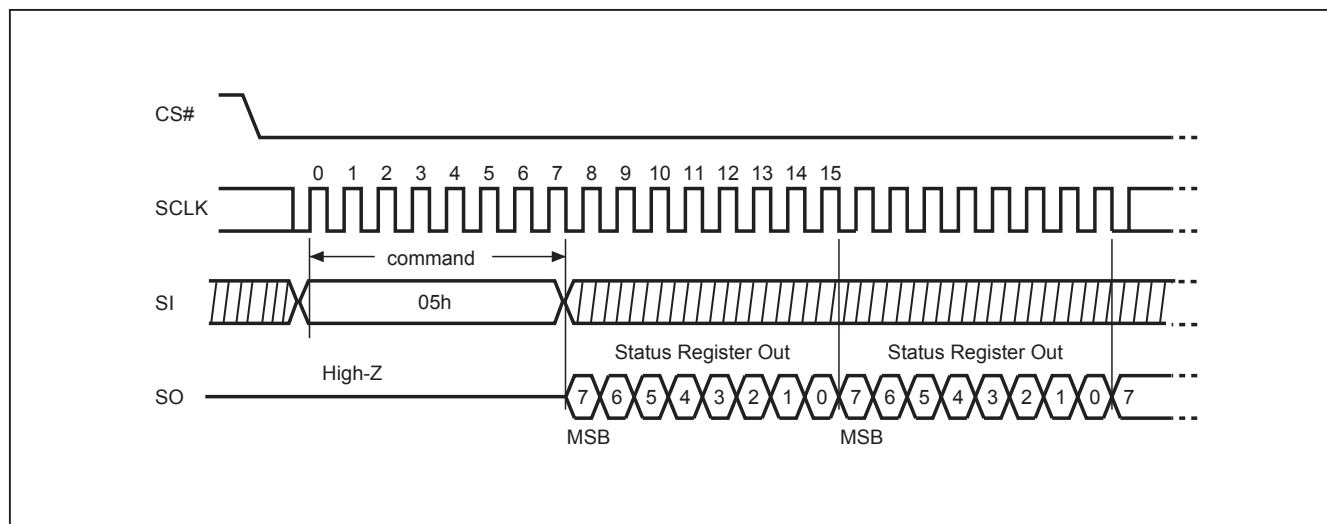 CS#
0 1 2 3 4 5 6 7 8 9 10 11 12 13 14 15
SCLK
command
SI
05h
Status Register Out Status Register Out
High-Z
SO
7 6 5 4 3 2 1 0 7 6 5 4 3 2 1 0 7
MSB MSB